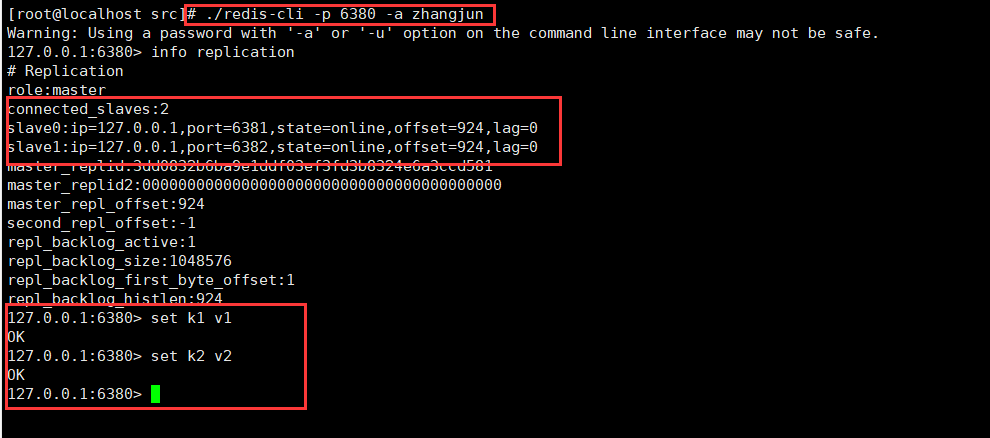 [root@localhost src]# ./redis-cli -p 6380 -a zhangjun
Warning: Using a password with '-a' or '-u' option on the command line interface may not be safe.
127.0.0.1:6380> info replication
# Replication
role:master
connected_slaves:2
slave0:ip=127.0.0.1,port=6381,state=online,offset=924,lag=0
slave1:ip=127.0.0.1,port=6382,state=online,offset=924,lag=0
master_replid:3dd0832b6ba9e1ddf03ef3fd3b8324e6a3ccd581
master_replid2:0000000000000000000000000000000000000000
master_repl_offset:924
second_repl_offset:-1
repl_backlog_active:1
repl_backlog_size:1048576
repl_backlog_first_byte_offset:1
repl_backlog_histlen:924
127.0.0.1:6380> set k1 v1
OK
127.0.0.1:6380> set k2 v2
OK
127.0.0.1:6380>